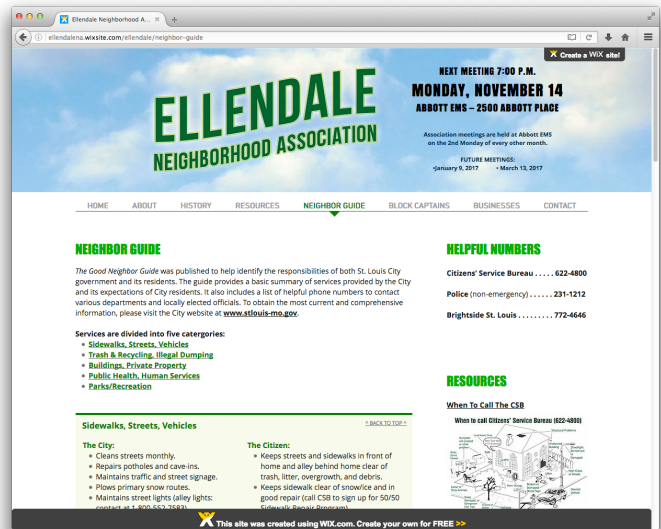 Ellendale Neighborhood A...
ellendalena.wixsite.com/ellendale/neighbor-guide
Create a WiX site!
ELLENDALE
NEIGHBORHOOD ASSOCIATION
NEXT MEETING 7:00 P.M.
MONDAY, NOVEMBER 14
ABBOTT EMS – 2500 ABBOTT PLACE
Association meetings are held at Abbott EMS
on the 2nd Monday of every other month.
FUTURE MEETINGS:
•January 9, 2017 • March 13, 2017
HOME ABOUT HISTORY RESOURCES NEIGHBOR GUIDE BLOCK CAPTAINS BUSINESSES CONTACT
NEIGHBOR GUIDE
The Good Neighbor Guide was published to help identify the responsibilities of both St. Louis City
government and its residents. The guide provides a basic summary of services provided by the City
and its expectations of City residents. It also includes a list of helpful phone numbers to contact
various departments and locally elected officials. To obtain the most current and comprehensive
information, please visit the City website at www.stlouis-mo.gov.
Services are divided into five catergories:
Sidewalks, Streets, Vehicles
Trash & Recycling, Illegal Dumping
Buildings, Private Property
Public Health, Human Services
Parks/Recreation
Sidewalks, Streets, Vehicles
^ BACK TO TOP ^
The City:
Cleans streets monthly.
Repairs potholes and cave-ins.
Maintains traffic and street signage.
Plows primary snow routes.
Maintains street lights (alley lights:
contact at 1-800-552-7583)
The Citizen:
Keeps streets and sidewalks in front of
home and alley behind home clear of
trash, litter, overgrowth, and debris.
Keeps sidewalk clear of snow/ice and in
good repair (call CSB to sign up for 50/50
Sidewalk Repair Program)
HELPFUL NUMBERS
Citizens' Service Bureau . . . . . 622-4800
Police (non-emergency) . . . . . . 231-1212
Brightside St. Louis . . . . . . . . . 772-4646
RESOURCES
When To Call The CSB
When to call Citizens' Service Bureau (622-4800)
This site was created using WIX.com. Create your own for FREE >>